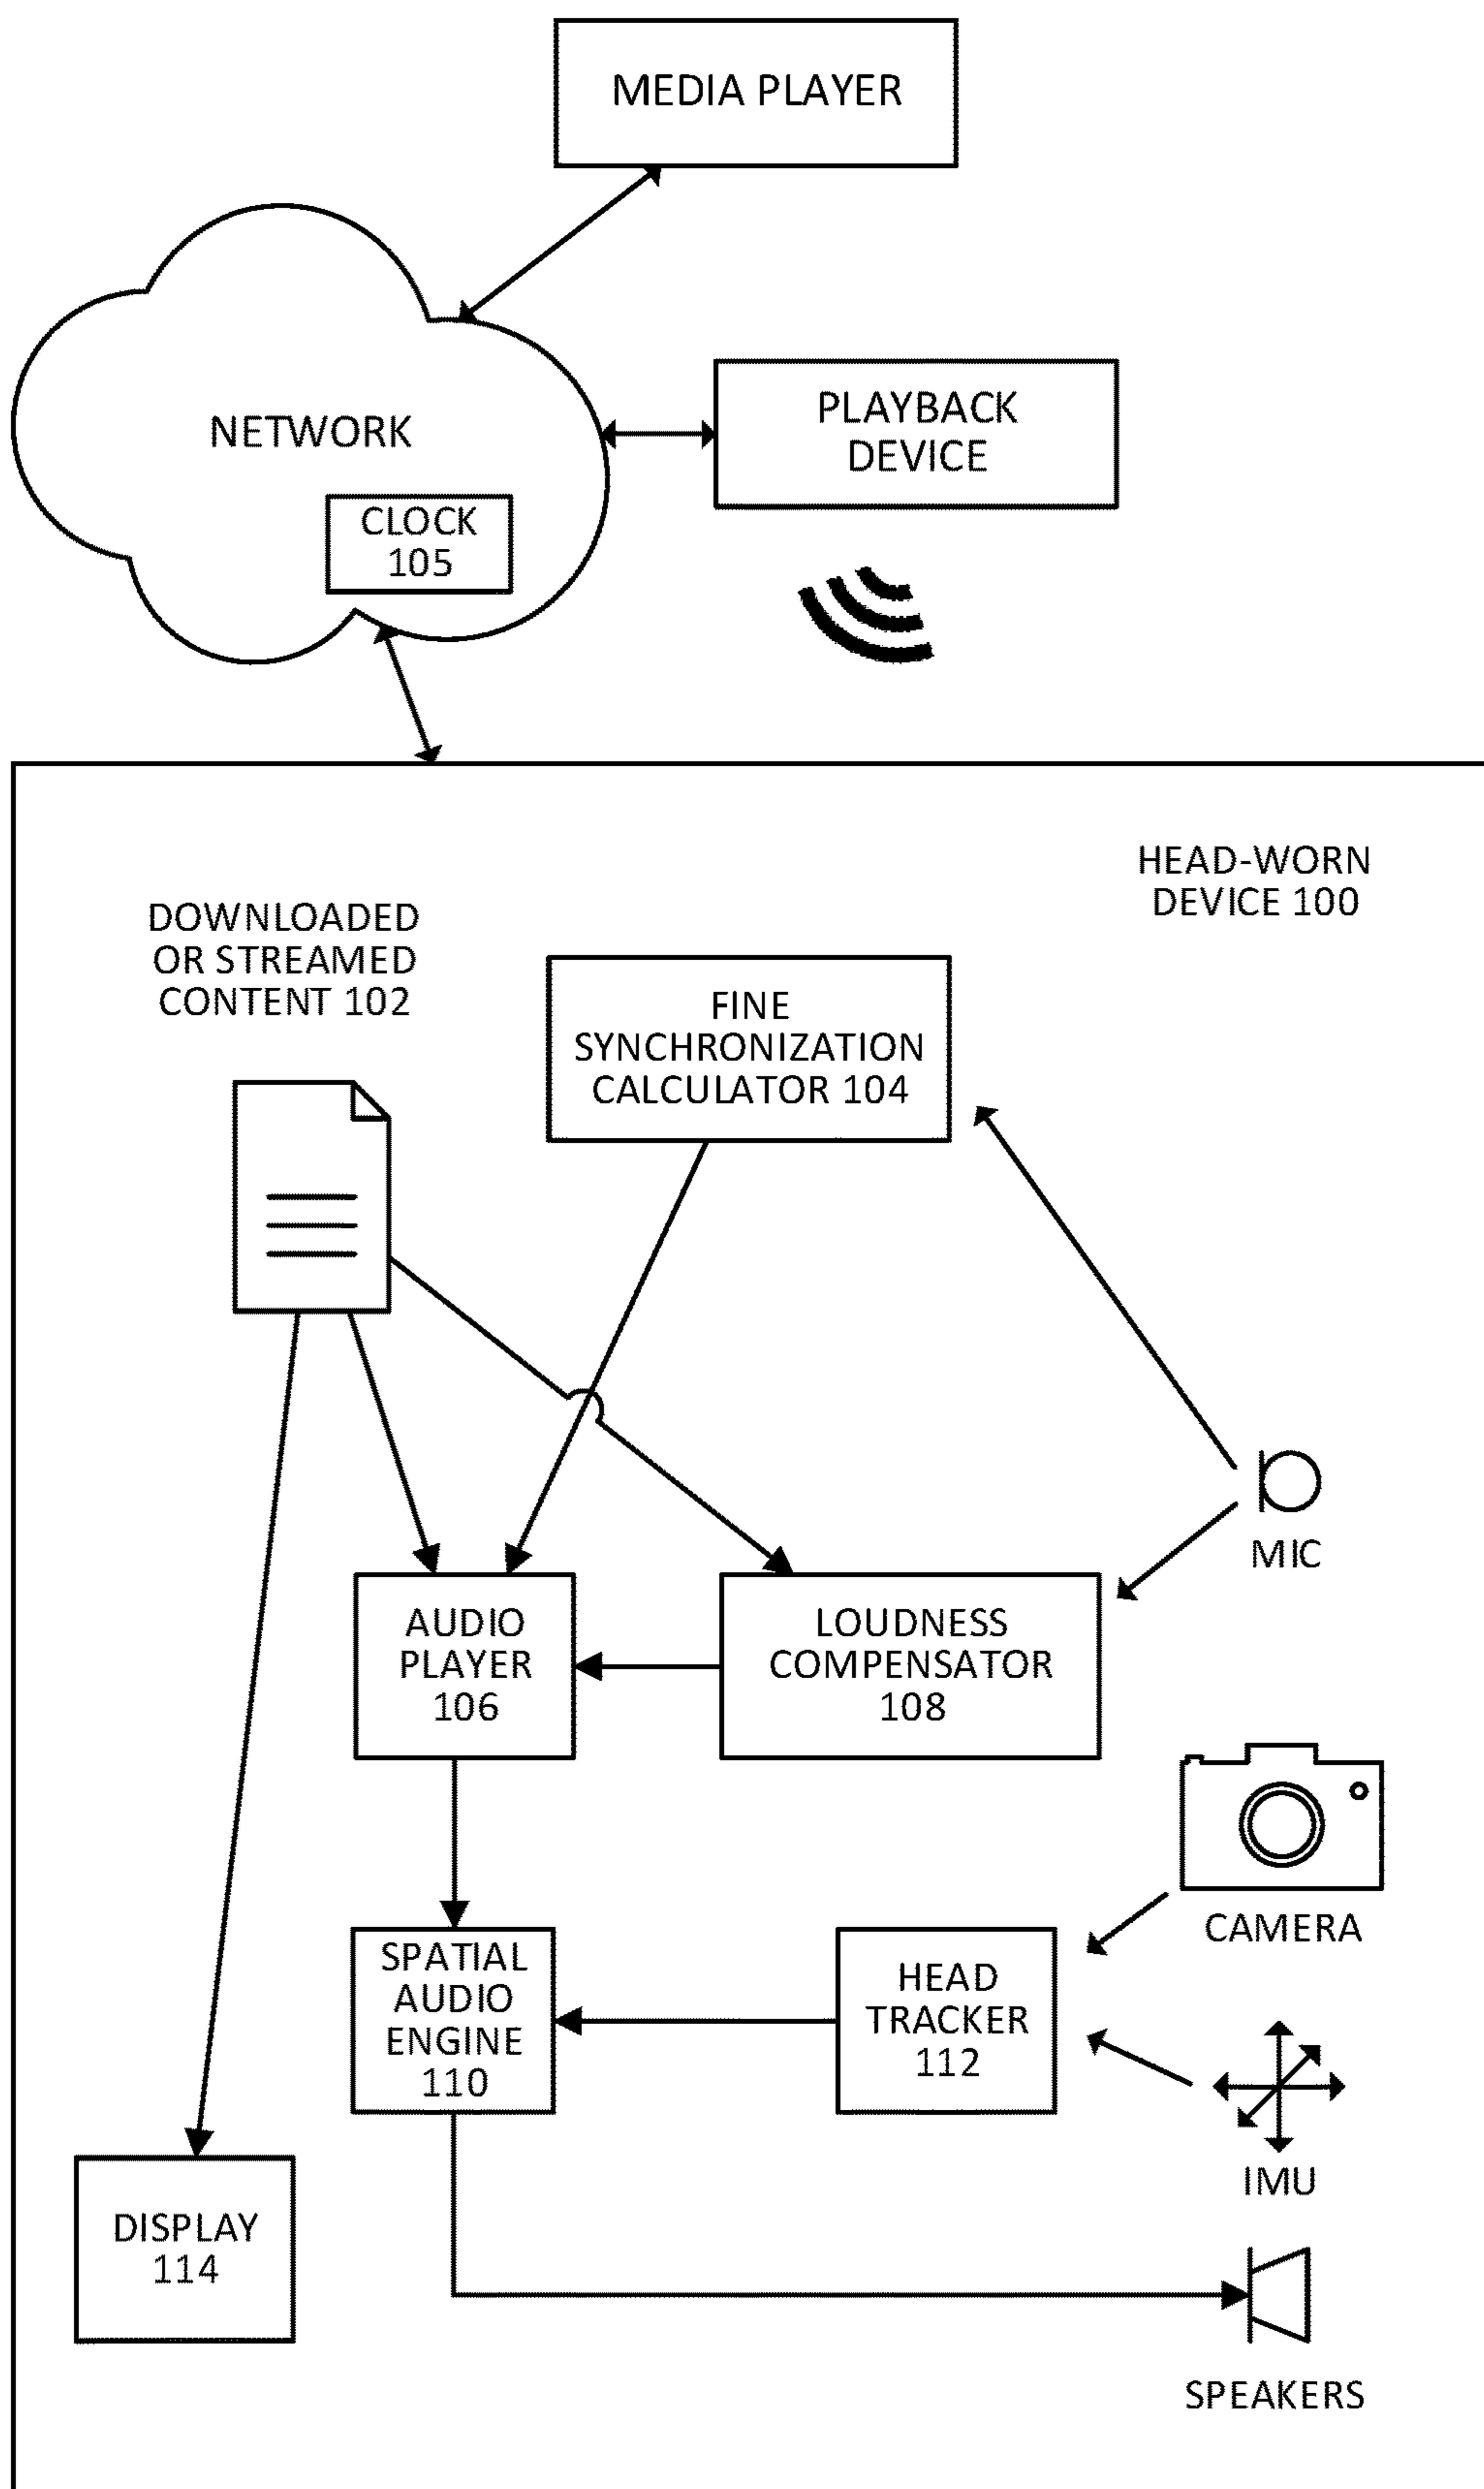 MEDIA PLAYER
NETWORK
PLAYBACK
DEVICE
CLOCK
105
HEAD-WORN
DEVICE 100
DOWNLOADED
OR STREAMED
CONTENT 102
FINE
SYNCHRONIZATION
CALCULATOR 104
MIC
AUDIO
PLAYER
106
LOUDNESS
COMPENSATOR
108
CAMERA
SPATIAL
AUDIO
ENGINE
110
HEAD
TRACKER
112
IMU
DISPLAY
114
SPEAKERS